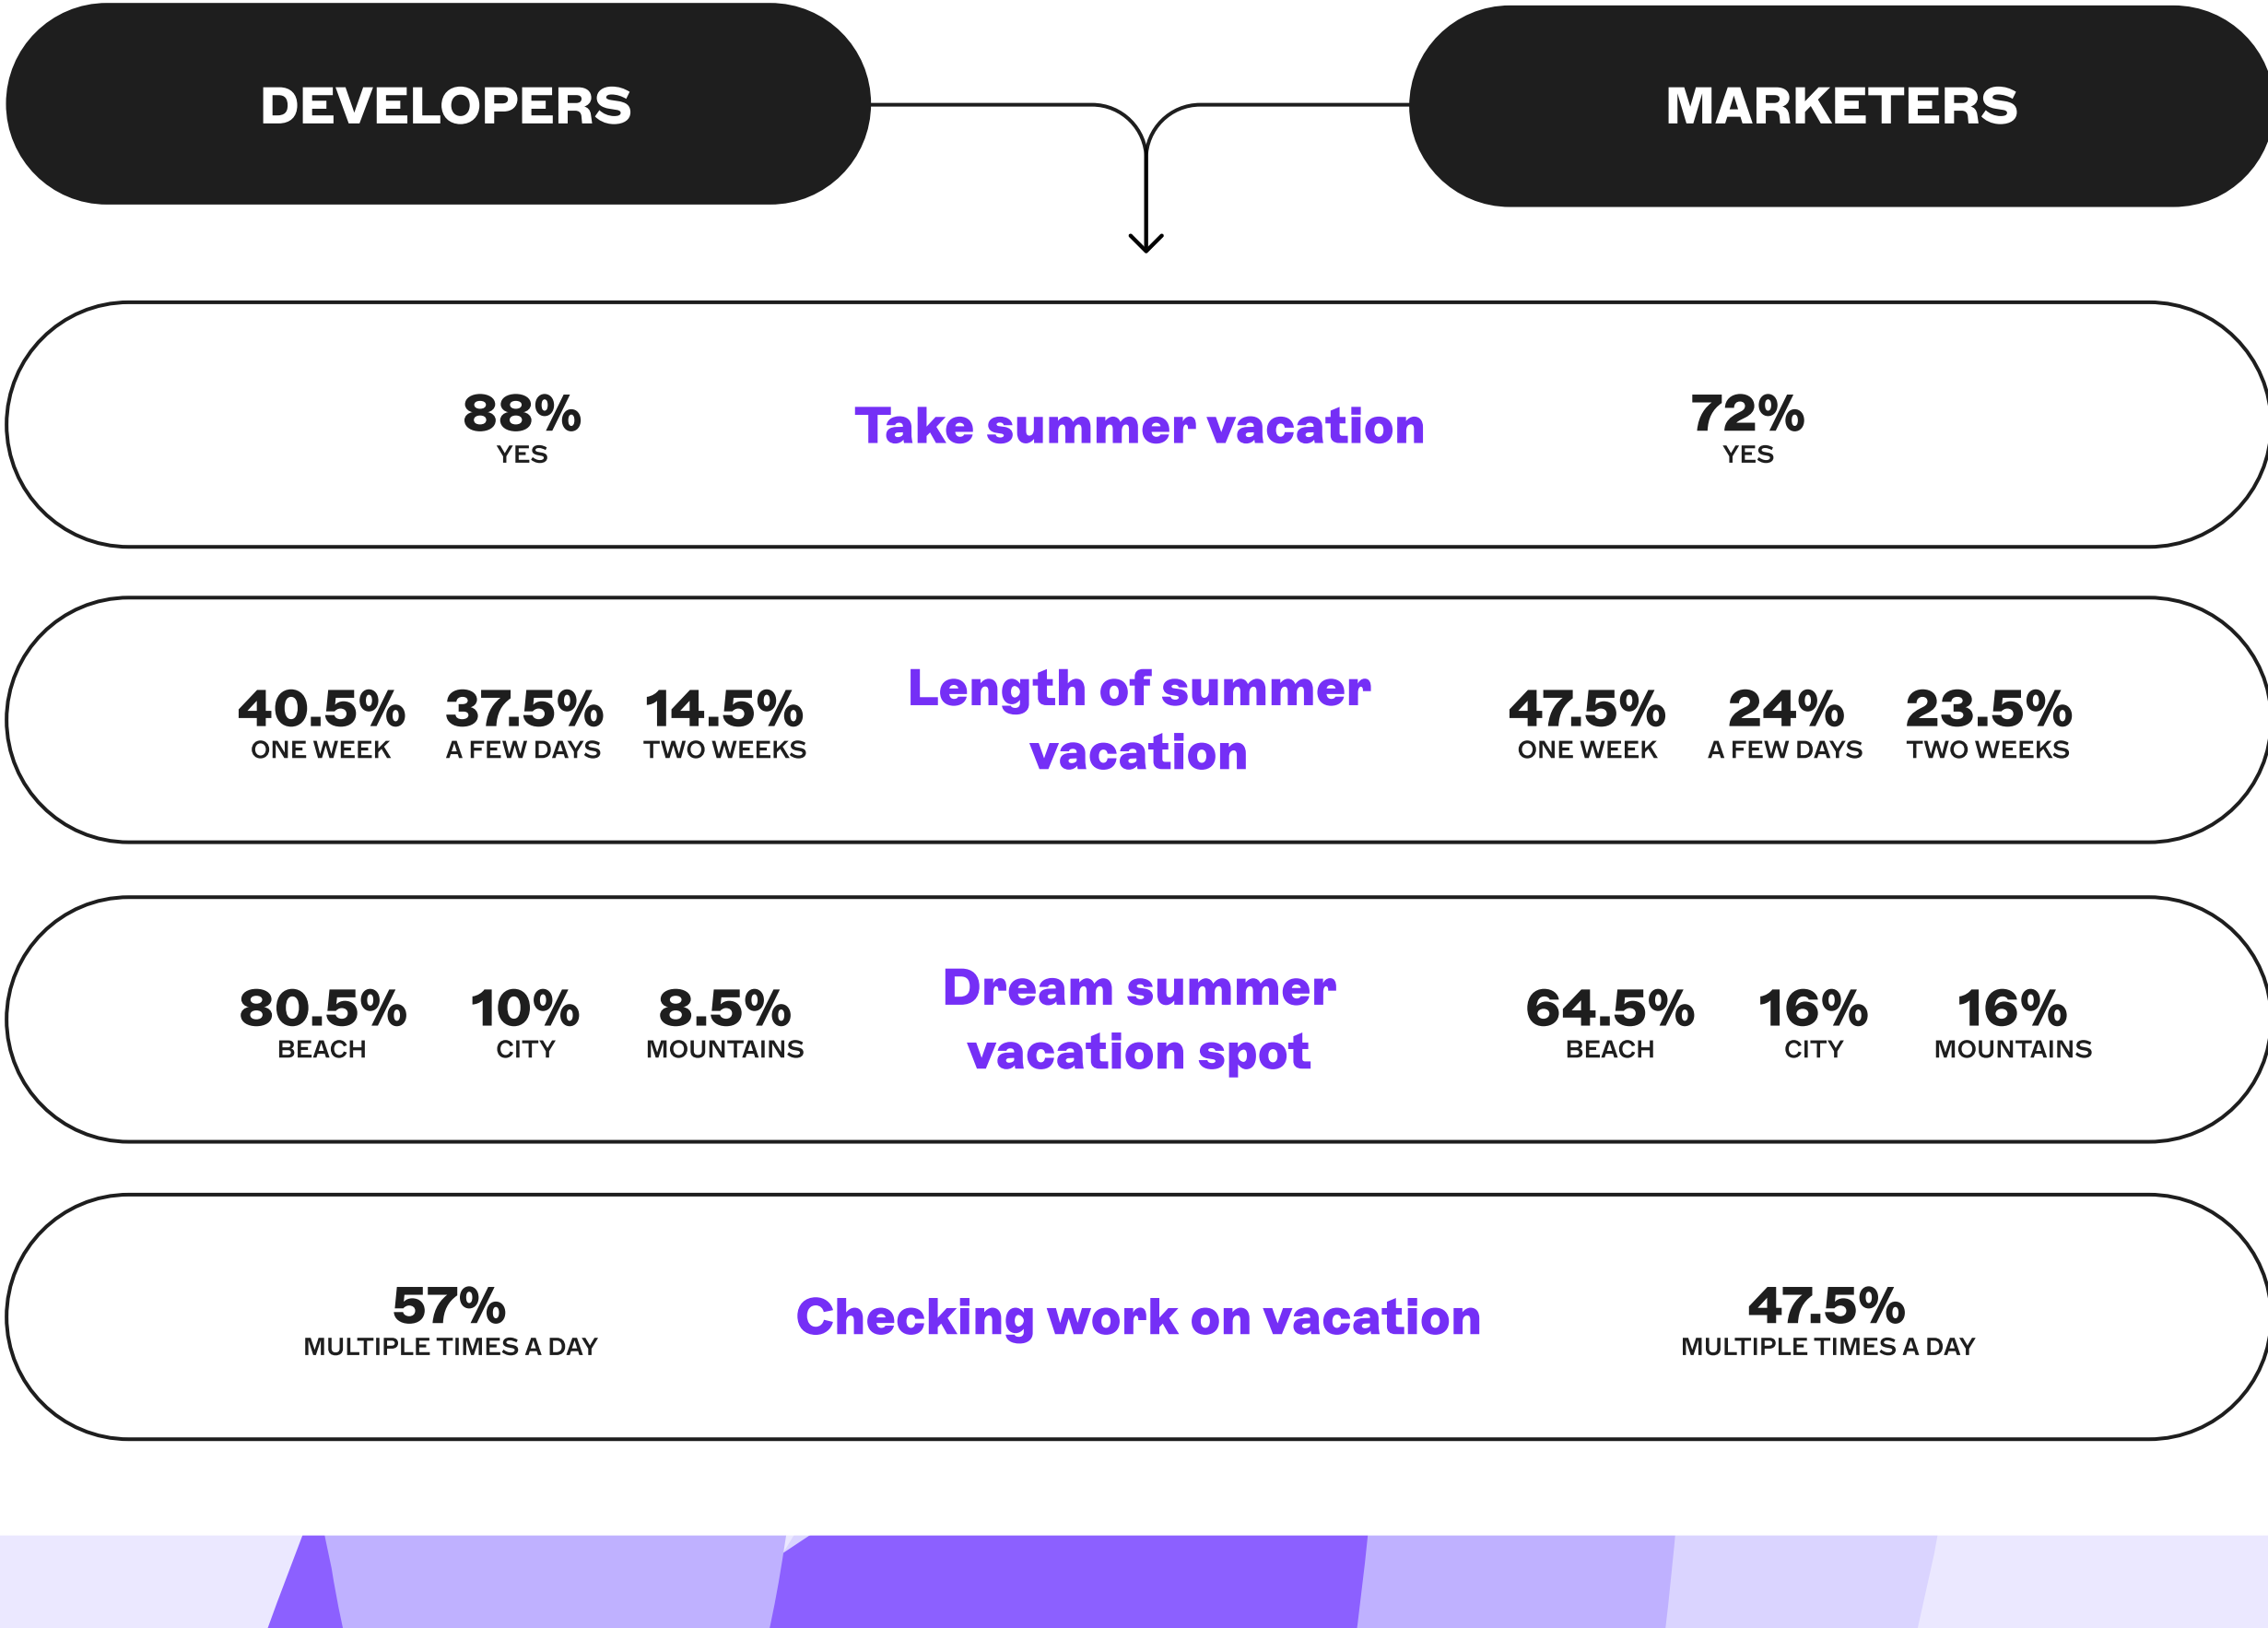 DEVELOPERS
MARKETERS
88%
YES
Take summer vacation
72%
YES
40.5%
ONE WEEK
37.5%
A FEW DAYS
14.5%
TWO WEEKS
Length of summer
vacation
47.5%
ONE WEEK
24%
A FEW DAYS
23.5%
TWO WEEKS
80.5%
BEACH
10%
CITY
8.5%
MOUNTAINS
Dream summer
vacation spot
64.5%
BEACH
16%
CITY
16%
MOUNTAINS
57%
MULTIPLE TIMES A DAY
Checking work on vacation
47.5%
MULTIPLE TIMES A DAY